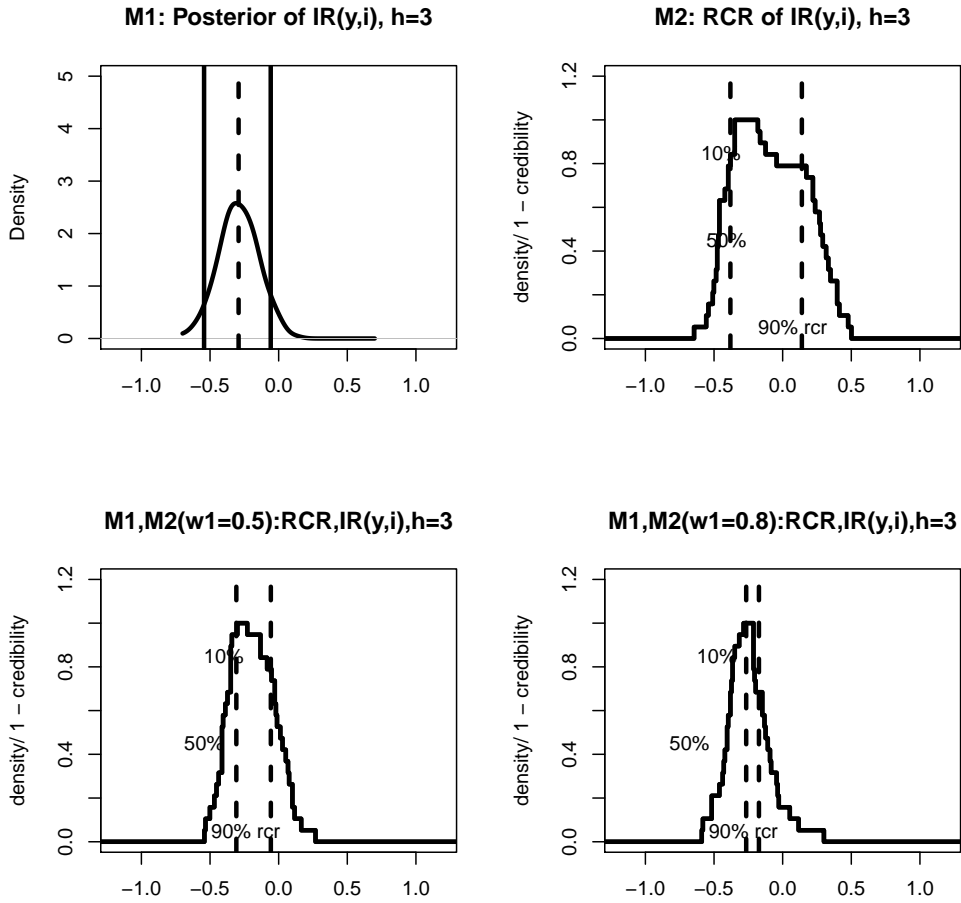 M1: Posterior of IR(y,i), h=3
Density
5
4
3
2
1
0
−1.0 −0.5 0.0 0.5 1.0
M2: RCR of IR(y,i), h=3
density/ 1 − credibility
1.2
0.8
0.4
0.0
10%
50%
90% rcr
−1.0 −0.5 0.0 0.5 1.0
M1,M2(w1=0.5):RCR,IR(y,i),h=3
density/ 1 − credibility
1.2
0.8
0.4
0.0
10%
50%
90% rcr
−1.0 −0.5 0.0 0.5 1.0
M1,M2(w1=0.8):RCR,IR(y,i),h=3
density/ 1 − credibility
1.2
0.8
0.4
0.0
10%
50%
90% rcr
−1.0 −0.5 0.0 0.5 1.0